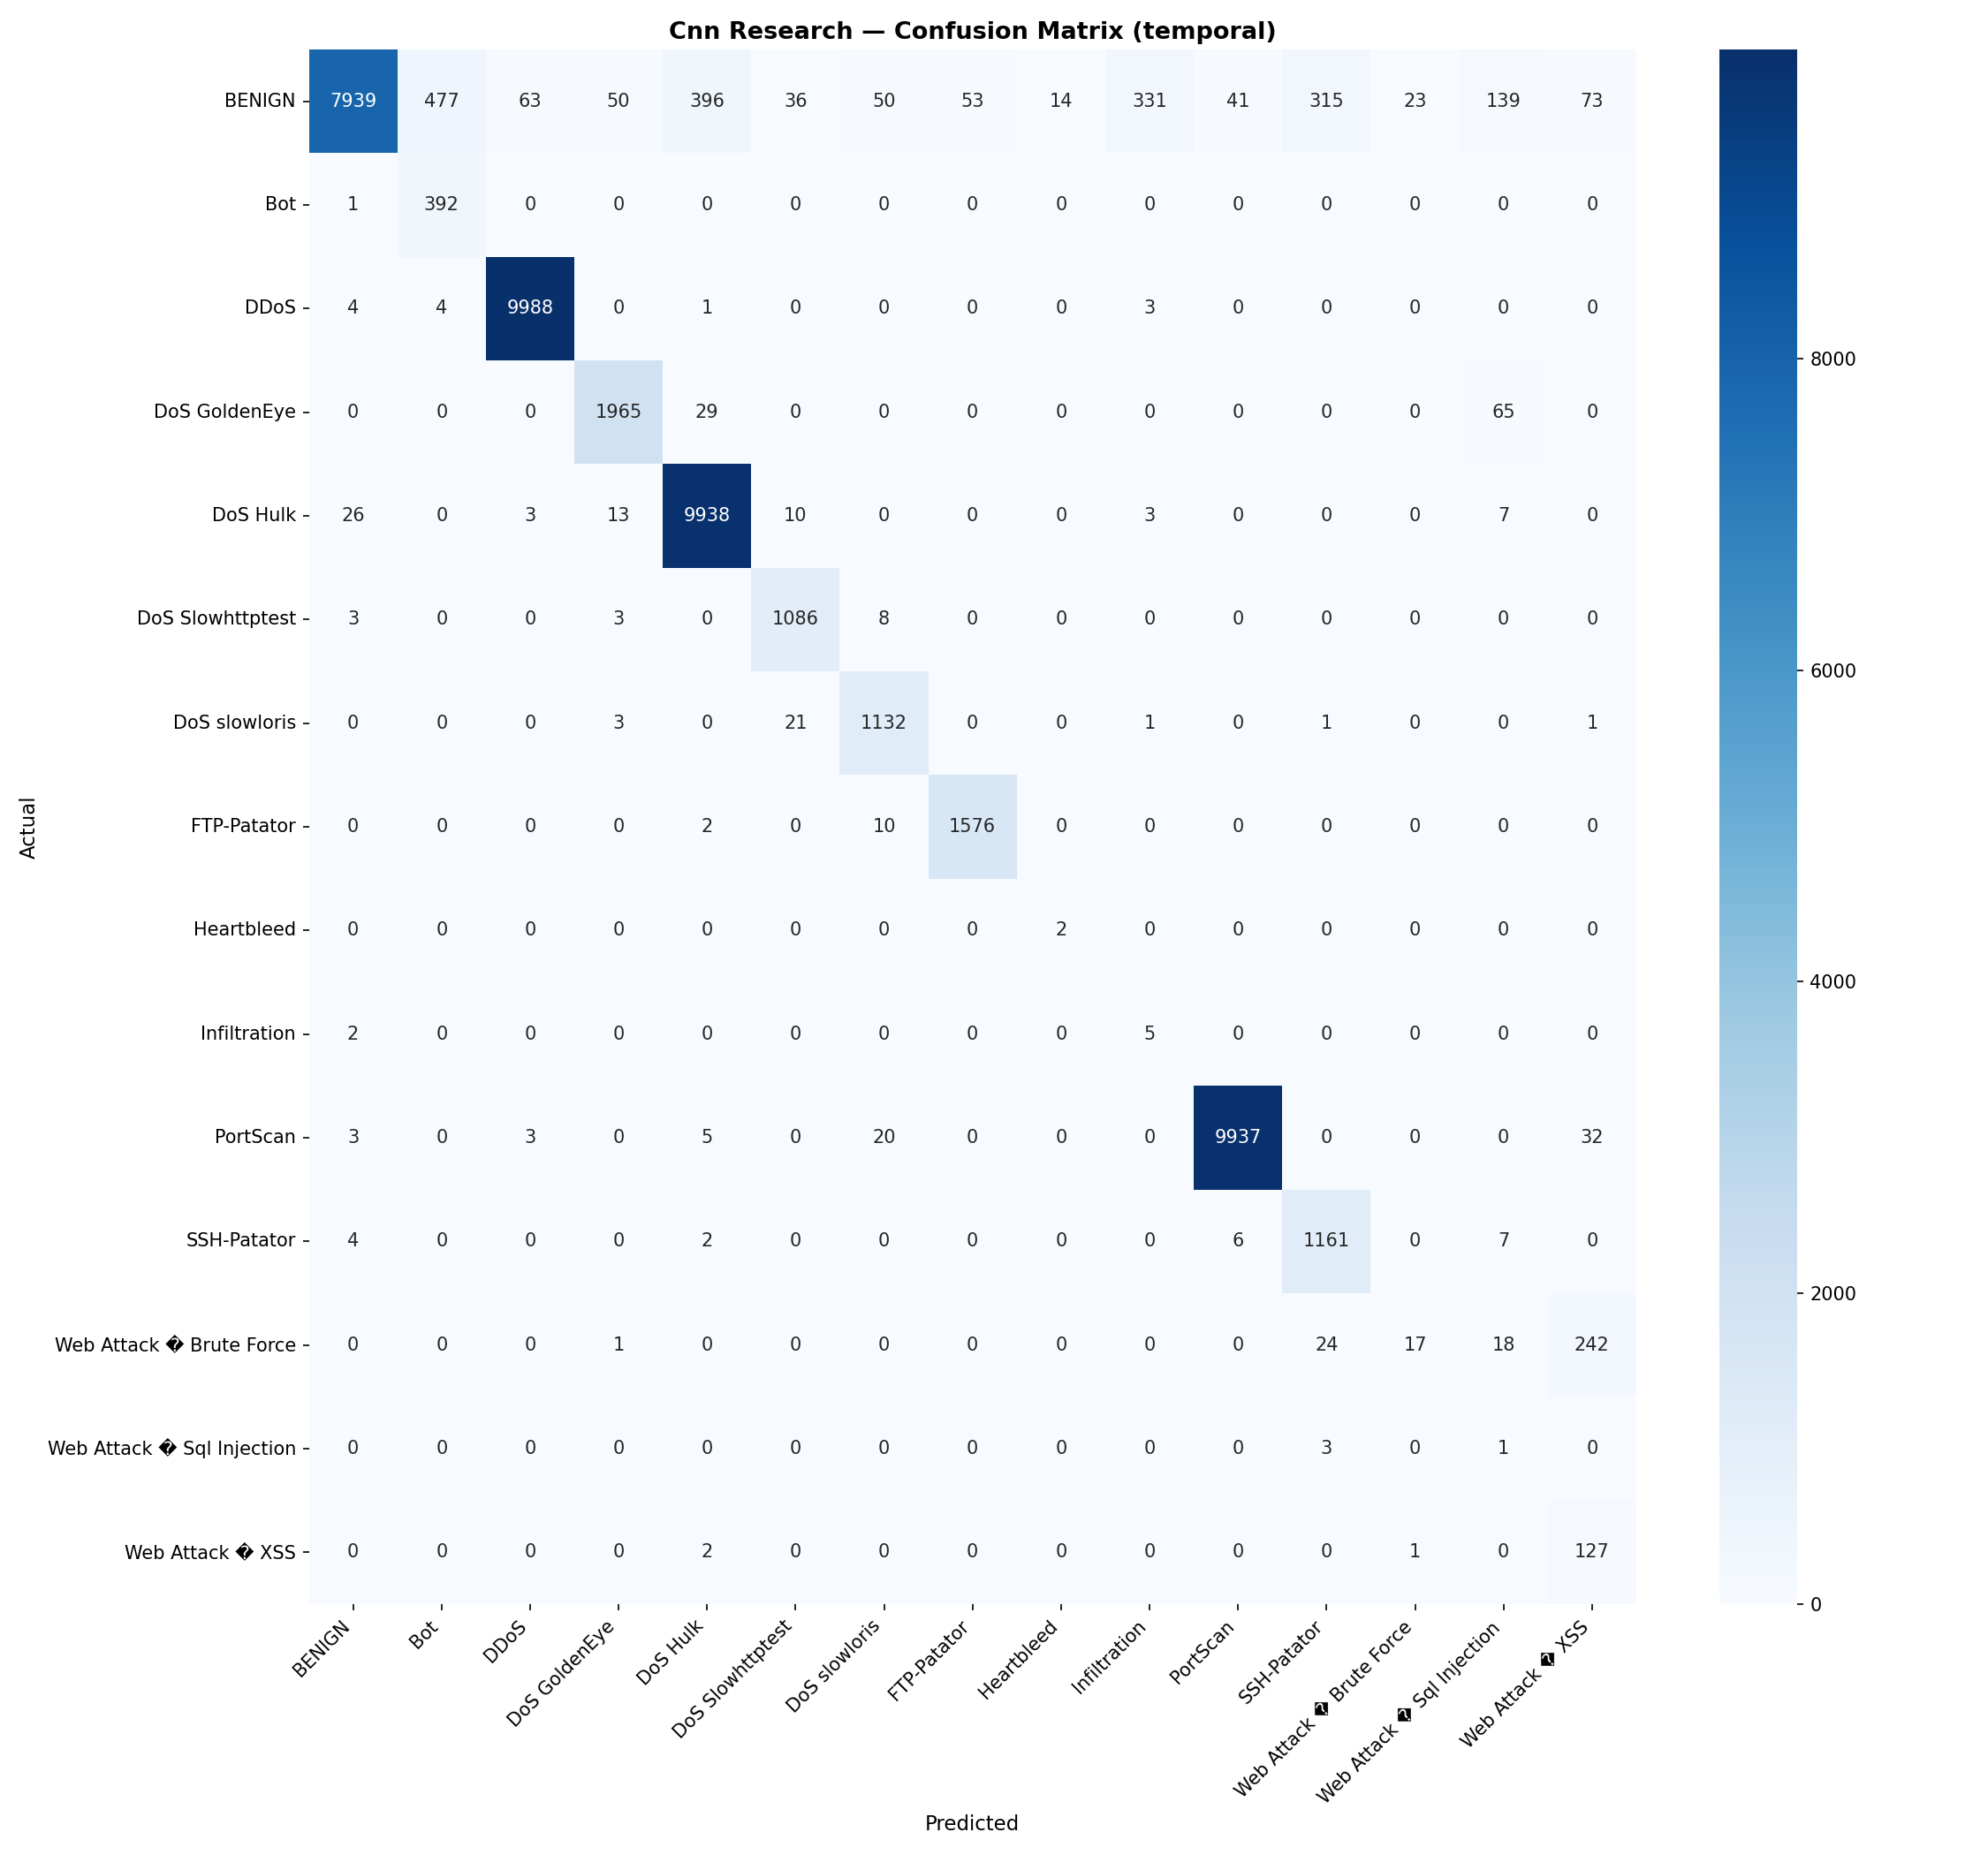 Cnn Research — Confusion Matrix (temporal)
BENIGN 7939 477 63 50 396 36 50 53 14 331 41 315 23 139 73
Bot 1 392 0 0 0 0 0 0 0 0 0 0 0 0 0
DDoS 4 4 9988 0 1 0 0 0 0 3 0 0 0 0 0
DoS GoldenEye 0 0 0 1965 29 0 0 0 0 0 0 0 0 65 0
DoS Hulk 26 0 3 13 9938 10 0 0 0 3 0 0 0 7 0
DoS Slowhttptest 3 0 0 3 0 1086 8 0 0 0 0 0 0 0 0
DoS slowloris 0 0 0 3 0 21 1132 0 0 1 0 1 0 0 1
FTP-Patator 0 0 0 0 2 0 10 1576 0 0 0 0 0 0 0
Heartbleed 0 0 0 0 0 0 0 0 2 0 0 0 0 0 0
Infiltration 2 0 0 0 0 0 0 0 0 5 0 0 0 0 0
PortScan 3 0 3 0 5 0 20 0 0 0 9937 0 0 0 32
SSH-Patator 4 0 0 0 2 0 0 0 0 0 6 1161 0 7 0
Web Attack � Brute Force 0 0 0 1 0 0 0 0 0 0 0 24 17 18 242
Web Attack � Sql Injection 0 0 0 0 0 0 0 0 0 0 0 3 0 1 0
Web Attack � XSS 0 0 0 0 2 0 0 0 0 0 0 0 1 0 127
Actual
BENIGN
Bot
DDoS
DoS GoldenEye
DoS Hulk
DoS Slowhttptest
DoS slowloris
FTP-Patator
Heartbleed
Infiltration
PortScan
SSH-Patator
Web Attack � Brute Force
Web Attack � Sql Injection
Web Attack � XSS
Predicted
8000
6000
4000
2000
0